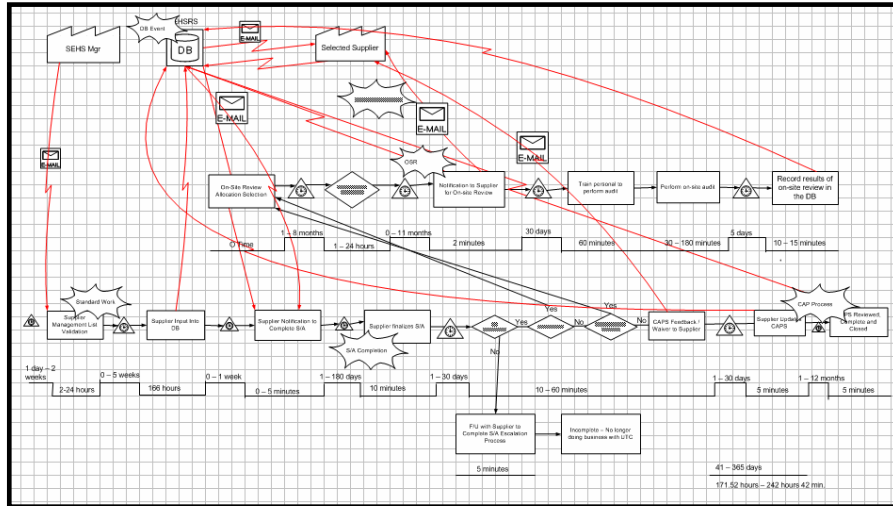 HSRS
DB Event
SEHS Mgr
DB
Selected Supplier
E-MAIL
E-MAIL
E-MAIL
OSR
On-Site Review
Allocation Selection
Notification to Supplier
for On-site Review
Train personal to
perform audit
Perform on-site audit
Record results of
on-site review in
the DB
0 Time
1 – 8 months
1 – 24 hours
0 – 11 months
2 minutes
30 days
60 minutes
30 – 180 minutes
5 days
10 – 15 minutes
Standard Work
Supplier
Management List
Validation
Supplier Input Into
DB
Supplier Notification to
Complete S/A
Supplier finalizes S/A
S/A Completion
Yes
Yes
No
No
No
CAPS Feedback /
Waiver to Supplier
Supplier Update
CAPS
CAP Process
PS Reviewed,
Complete and
Closed
1 day – 2
weeks
2-24 hours
0 – 5 weeks
166 hours
0 – 1 week
0 – 5 minutes
1 – 180 days
10 minutes
1 – 30 days
10 – 60 minutes
1 – 30 days
5 minutes
1 – 12 months
5 minutes
F/U with Supplier to
Complete S/A Escalation
Process
Incomplete – No longer
doing business with UTC
5 minutes
41 – 365 days
171.52 hours – 242 hours 42 min.